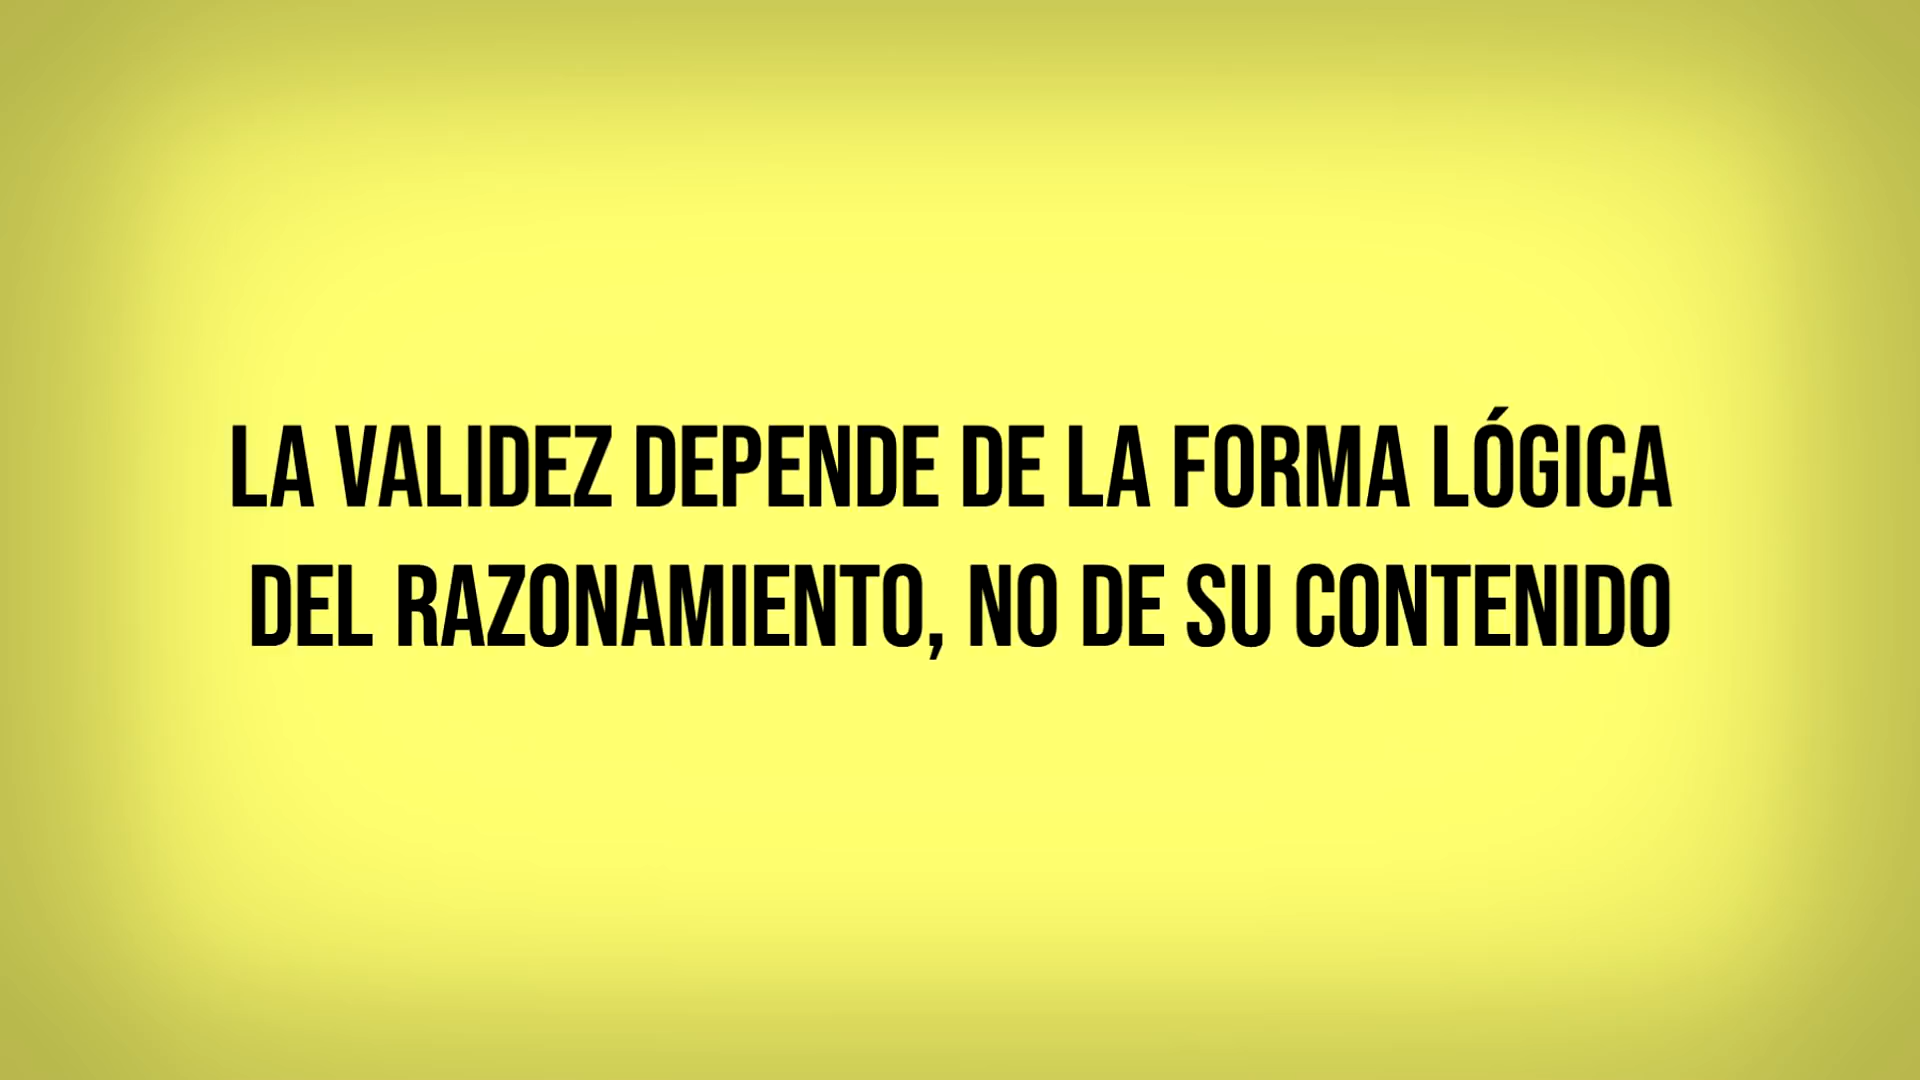 LA VALIDEZ DEPENDE DE LA FORMA LÓGICA
DEL RAZONAMIENTO, NO DE SU CONTENIDO